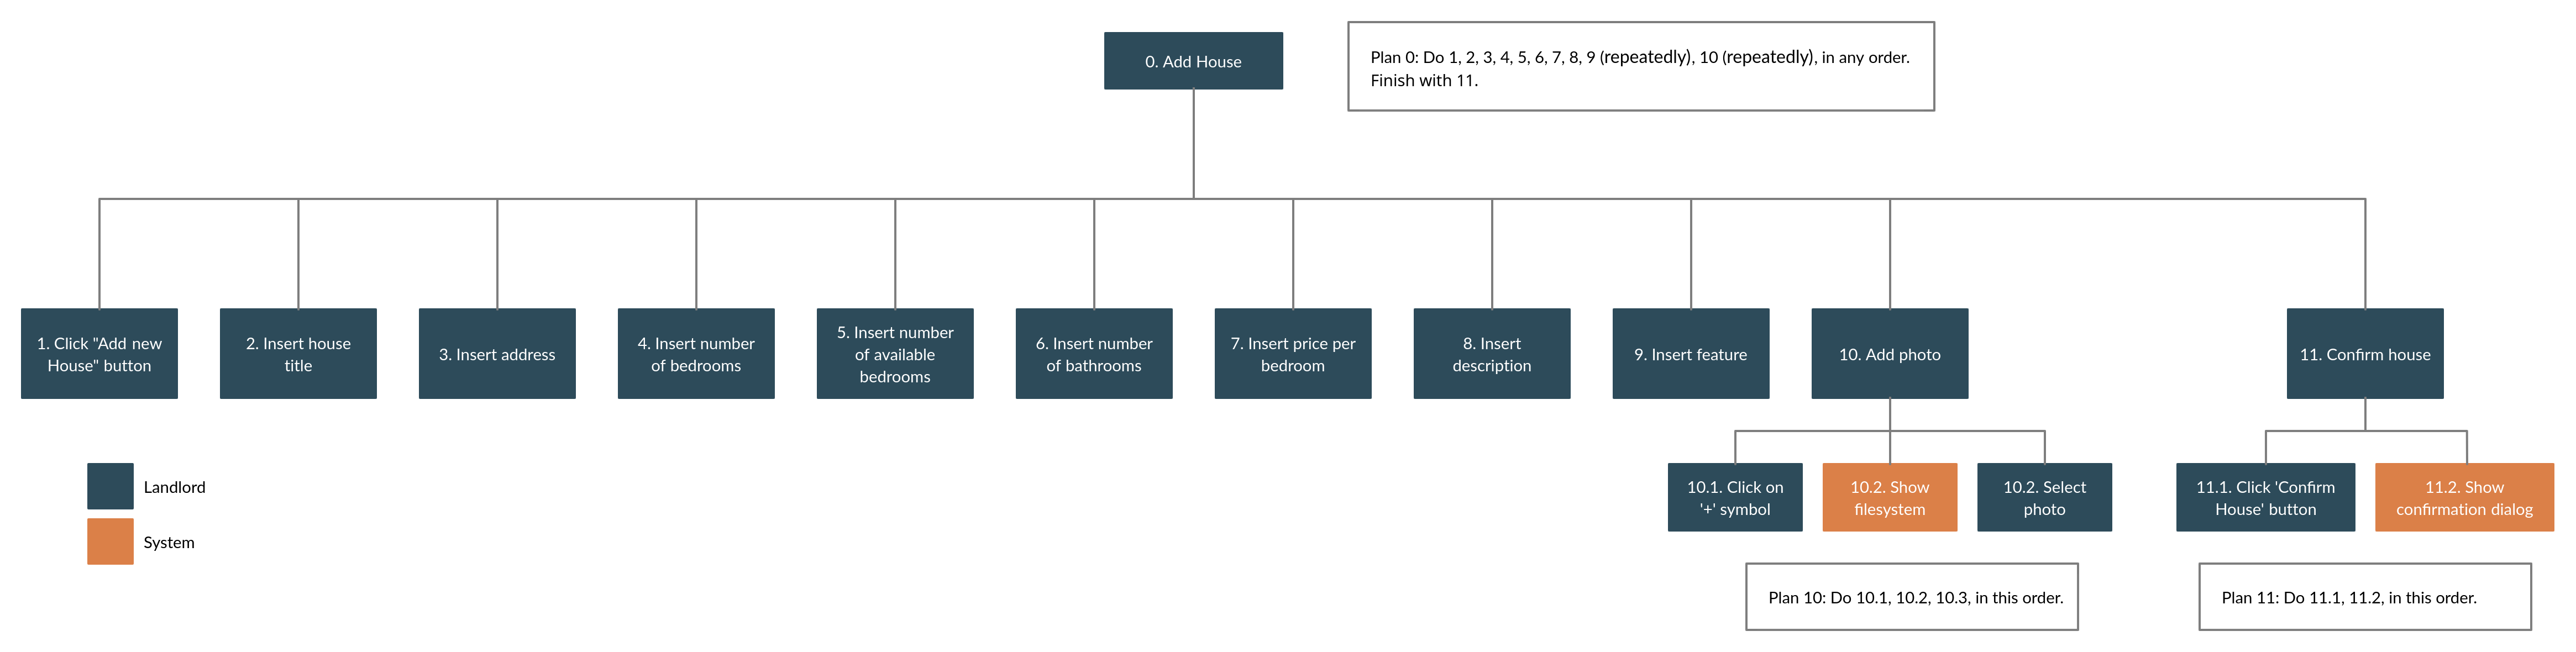 0. Add House
Plan 0: Do 1, 2, 3, 4, 5, 6, 7, 8, 9 (repeatedly), 10 (repeatedly), in any order.
Finish with 11.
1. Click "Add new
House" button
2. Insert house
title
3. Insert address
4. Insert number
of bedrooms
5. Insert number
of available
bedrooms
6. Insert number
of bathrooms
7. Insert price per
bedroom
8. Insert
description
9. Insert feature
10. Add photo
11. Confirm house
Landlord
System
10.1. Click on
'+' symbol
10.2. Show
filesystem
10.2. Select
photo
11.1. Click 'Confirm
House' button
11.2. Show
confirmation dialog
Plan 10: Do 10.1, 10.2, 10.3, in this order.
Plan 11: Do 11.1, 11.2, in this order.